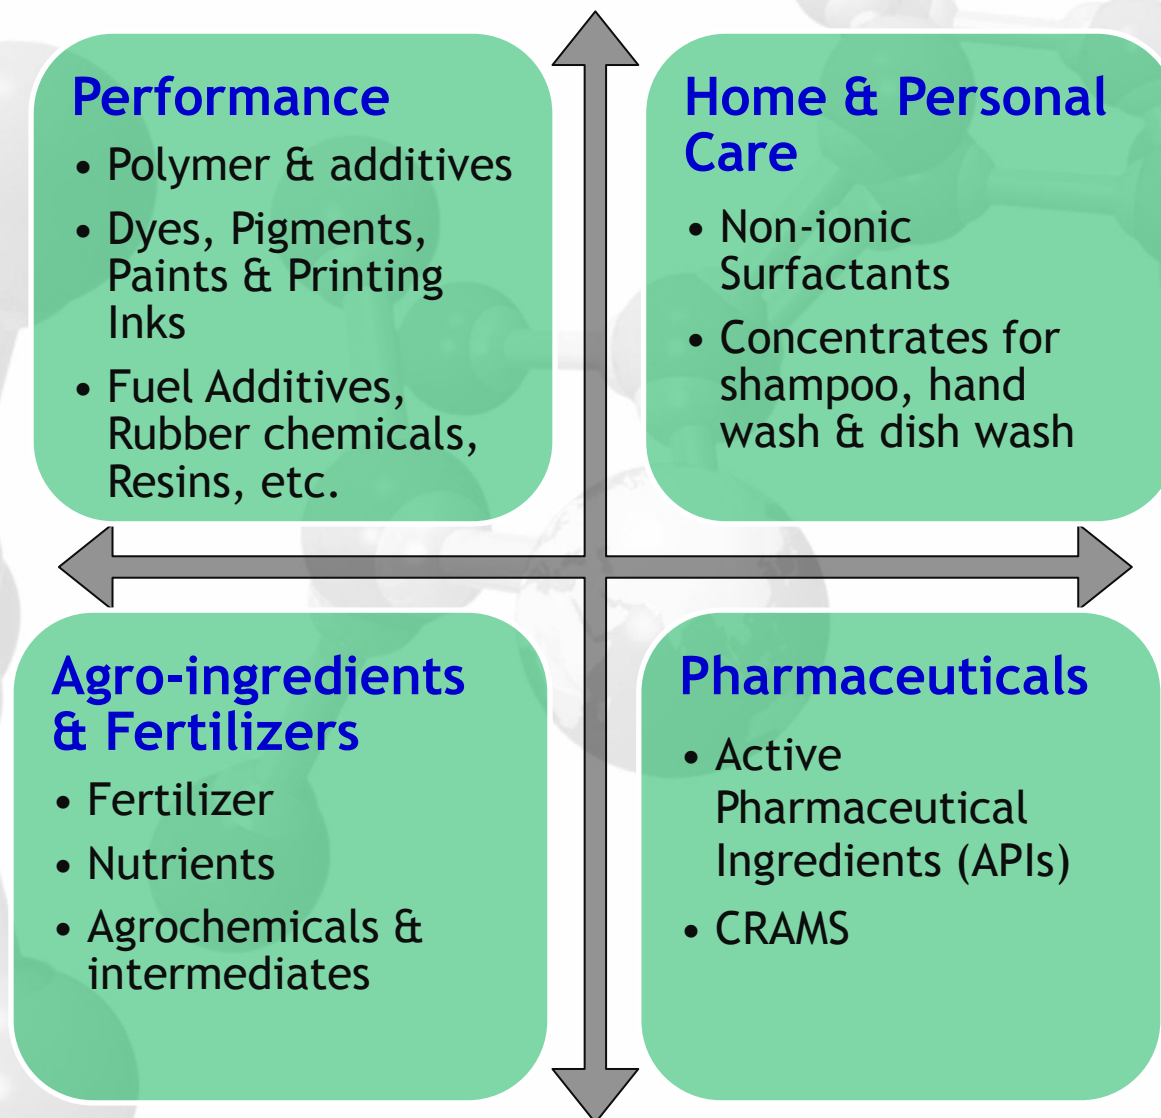 Performance
• Polymer & additives
• Dyes, Pigments,
Paints & Printing
Inks
• Fuel Additives,
Rubber chemicals,
Resins, etc.
Home & Personal
Care
• Non-ionic
Surfactants
• Concentrates for
shampoo, hand
wash & dish wash
Agro-ingredients
& Fertilizers
• Fertilizer
• Nutrients
• Agrochemicals &
intermediates
Pharmaceuticals
• Active
Pharmaceutical
Ingredients (APIs)
• CRAMS